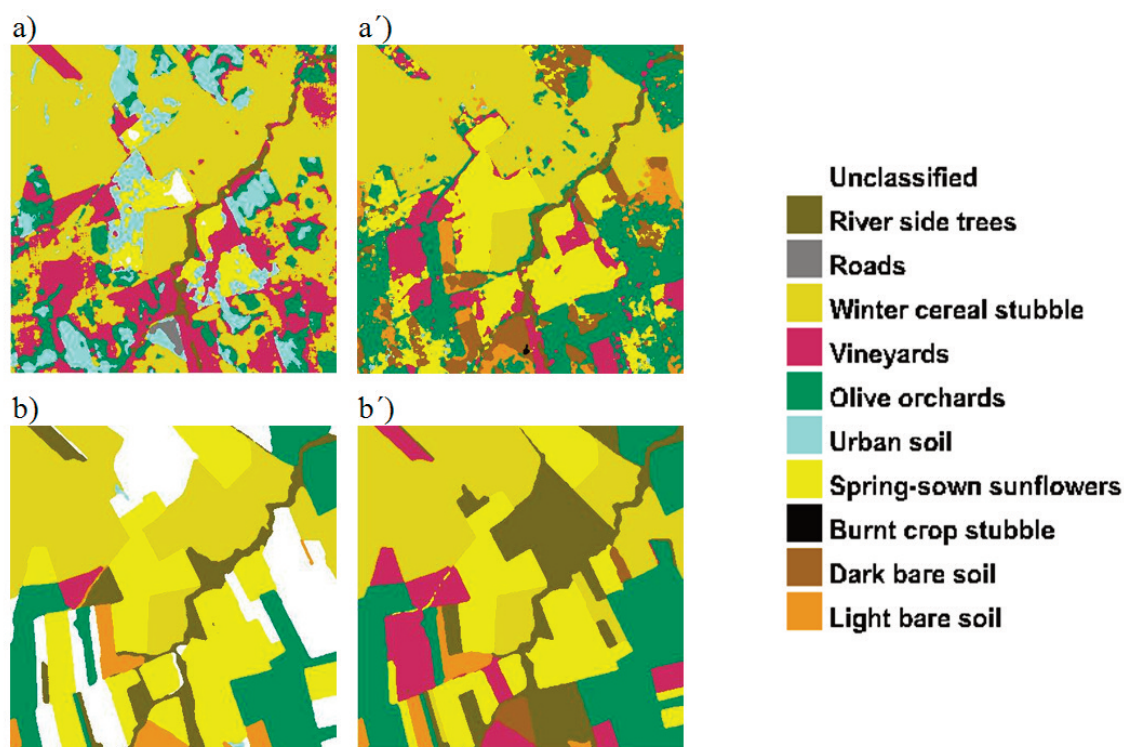 a)
a´)
b)
b´)
Unclassified
River side trees
Roads
Winter cereal stubble
Vineyards
Olive orchards
Urban soil
Spring-sown sunflowers
Burnt crop stubble
Dark bare soil
Light bare soil